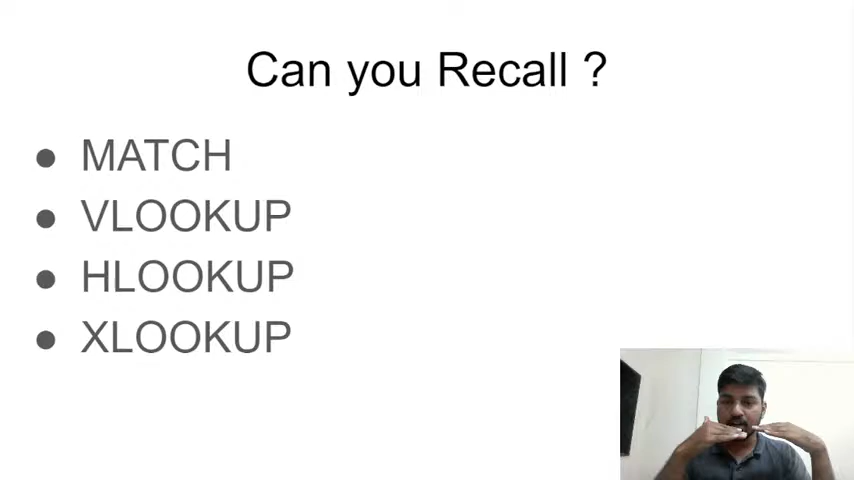 Can you Recall ?
● MATCH
● VLOOKUP
● HLOOKUP
● XLOOKUP